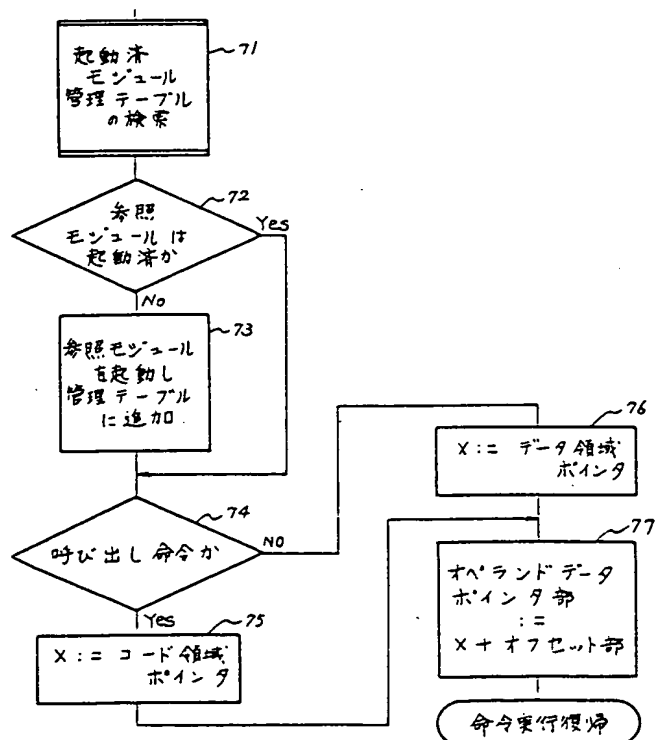 起動済
モジュール
管理テーブル
の検索
71
72
参照
モジュールは
起動済か
Yes
No
73
参照モジュール
を起動し
管理テーブル
に追加
74
呼び出し命令か
NO
Yes
75
X:= コード領域
ポインタ
76
X:= データ領域
ポインタ
77
オペランドデータ
ポインタ部
:=
X+オフセット部
命令実行復帰